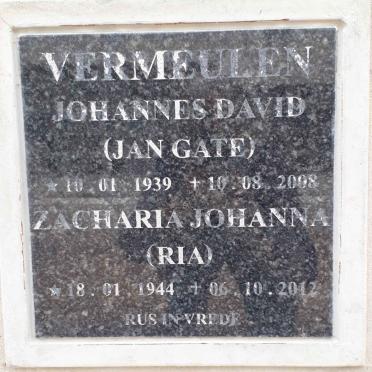 VERMEULEN
JOHANNES DAVID
(JAN GATE)
★ 10 . 01 . 1939 + 10 . 08 . 2008
ZACHARIA JOHANNA
(RIA)
★ 18 . 01 . 1944 + 06 . 10 . 2012
RUS IN VREDE